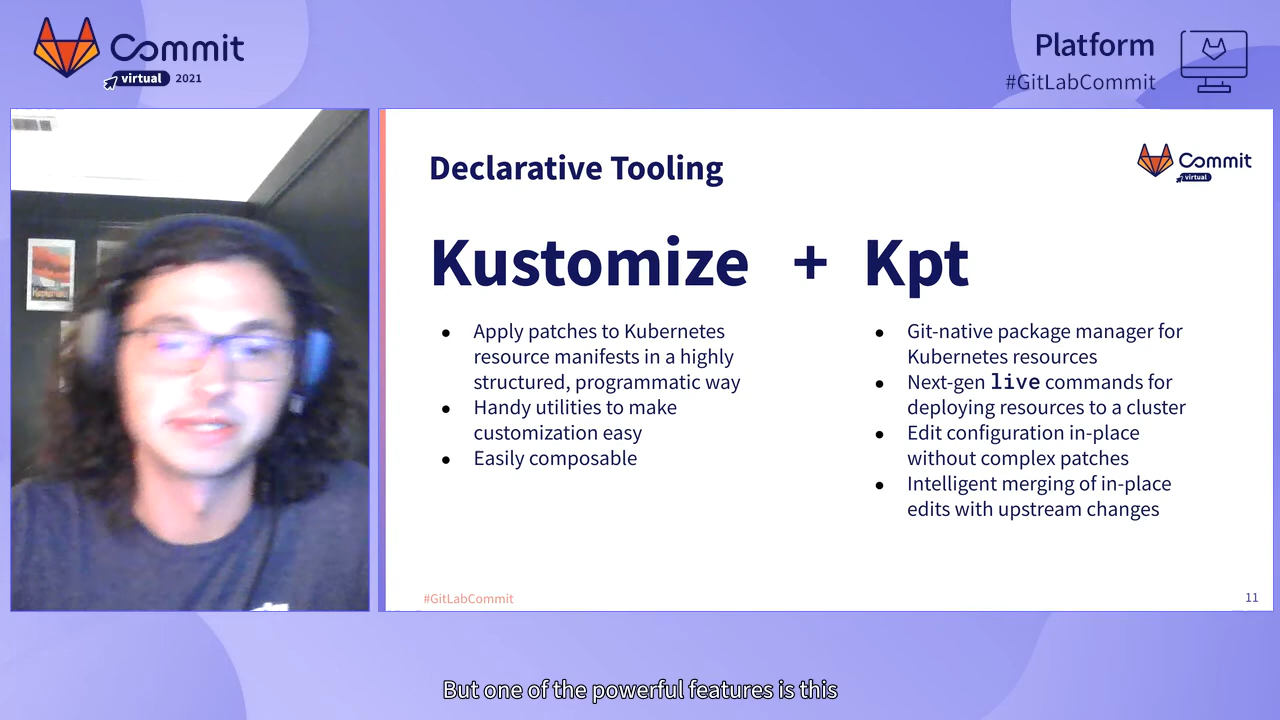 Commit
virtual 2021
Platform
#GitLabCommit
Declarative Tooling
Commit
virtual
Kustomize + Kpt
● Apply patches to Kubernetes
resource manifests in a highly
structured, programmatic way
● Handy utilities to make
customization easy
● Easily composable
● Git-native package manager for
Kubernetes resources
● Next-gen live commands for
deploying resources to a cluster
● Edit configuration in-place
without complex patches
● Intelligent merging of in-place
edits with upstream changes
#GitLabCommit
11
But one of the powerful features is this